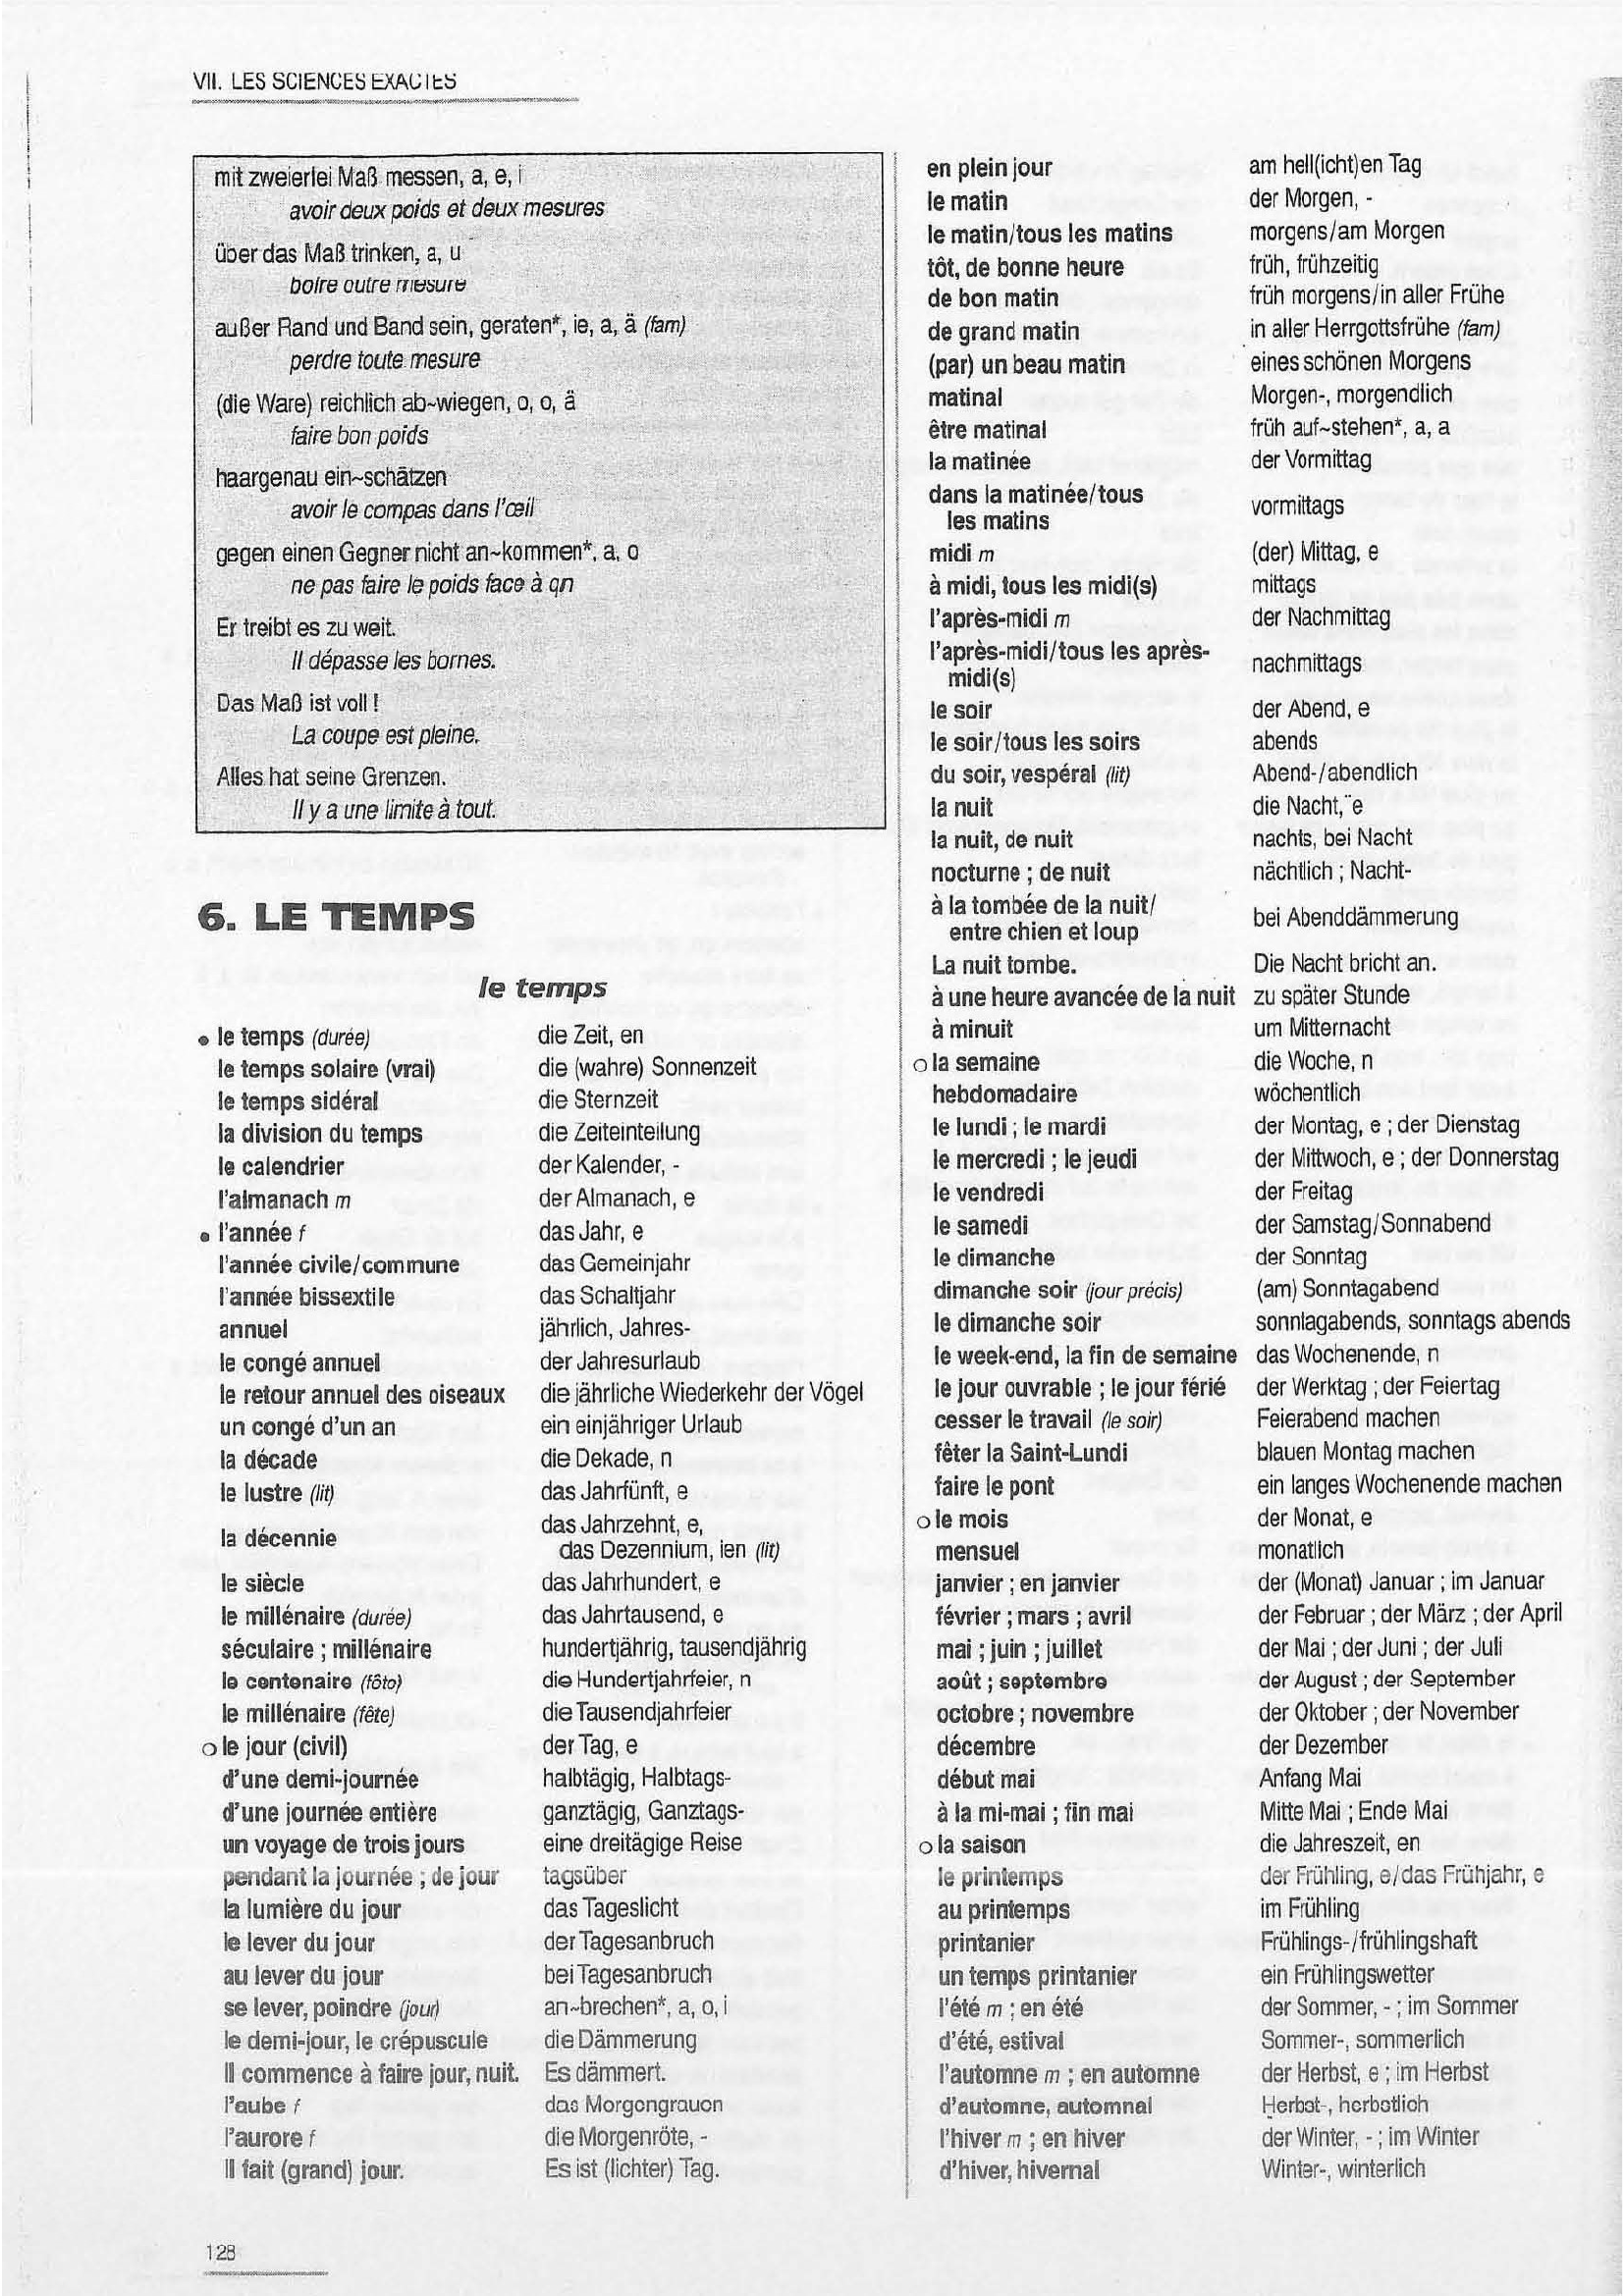 VII. LES SCIENCES EXACTES
mit zweierlei Maß messen, a, e, i
avoir deux poids et deux mesures
über das Maß trinken, a, u
boire outre mesure
außer Rand und Band sein, geraten*, ie, a, ä (fam)
perdre toute mesure
(die Ware) reichlich ab~wiegen, o, o, ä
faire bon poids
haargenau ein~schätzen
avoir le compas dans l'œil
gegen einen Gegner nicht an~kommen*, a, o
ne pas faire le poids face à qn
Er treibt es zu weit.
Il dépasse les bornes.
Das Maß ist voll !
La coupe est pleine.
Alles hat seine Grenzen.
Il y a une limite à tout.
6. LE TEMPS
le temps
• le temps (durée) die Zeit, en
le temps solaire (vrai) die (wahre) Sonnenzeit
le temps sidéral die Sternzeit
la division du temps die Zeiteinteilung
le calendrier der Kalender, -
l'almanach m der Almanach, e
• l'année f das Jahr, e
l'année civile/commune das Gemeinjahr
l'année bissextile das Schaltjahr
annuel jährlich, Jahres-
le congé annuel der Jahresurlaub
le retour annuel des oiseaux die jährliche Wiederkehr der Vögel
un congé d'un an ein einjähriger Urlaub
la décade die Dekade, n
le lustre (lit) das Jahrfünft, e
la décennie das Jahrzehnt, e,
das Dezennium, ien (lit)
le siècle das Jahrhundert, e
le millénaire (durée) das Jahrtausend, e
séculaire ; millénaire hundertjährig, tausendjährig
le centenaire (fête) die Hundertjahrfeier, n
le millénaire (fête) die Tausendjahrfeier
o le jour (civil) der Tag, e
d'une demi-journée halbtägig, Halbtags-
d'une journée entière ganztägig, Ganztags-
un voyage de trois jours eine dreitägige Reise
pendant la journée ; de jour tagsüber
la lumière du jour das Tageslicht
le lever du jour der Tagesanbruch
au lever du jour bei Tagesanbruch
se lever, poindre (jour) an~brechen*, a, o, i
le demi-jour, le crépuscule die Dämmerung
Il commence à faire jour, nuit. Es dämmert.
l'aube f das Morgengrauen
l'aurore f die Morgenröte, -
Il fait (grand) jour. Es ist (lichter) Tag.
en plein jour am hell(icht)en Tag
le matin der Morgen, -
le matin/tous les matins morgens/am Morgen
tôt, de bonne heure früh, frühzeitig
de bon matin früh morgens/in aller Frühe
de grand matin in aller Herrgottsfrühe (fam)
(par) un beau matin eines schönen Morgens
matinal Morgen-, morgendlich
être matinal früh auf~stehen*, a, a
la matinée der Vormittag
dans la matinée/tous
les matins vormittags
midi m (der) Mittag, e
à midi, tous les midi(s) mittags
l'après-midi m der Nachmittag
l'après-midi/tous les après-
midi(s) nachmittags
le soir der Abend, e
le soir/tous les soirs abends
du soir, vespéral (lit) Abend-/abendlich
la nuit die Nacht,¨e
la nuit, de nuit nachts, bei Nacht
nocturne ; de nuit nächtlich ; Nacht-
à la tombée de la nuit/
entre chien et loup bei Abenddämmerung
La nuit tombe. Die Nacht bricht an.
à une heure avancée de la nuit zu später Stunde
à minuit um Mitternacht
o la semaine die Woche, n
hebdomadaire wöchentlich
le lundi ; le mardi der Montag, e ; der Dienstag
le mercredi ; le jeudi der Mittwoch, e ; der Donnerstag
le vendredi der Freitag
le samedi der Samstag/Sonnabend
le dimanche der Sonntag
dimanche soir (jour précis) (am) Sonntagabend
le dimanche soir sonntagabends, sonntags abends
le week-end, la fin de semaine das Wochenende, n
le jour ouvrable ; le jour férié der Werktag ; der Feiertag
cesser le travail (le soir) Feierabend machen
fêter la Saint-Lundi blauen Montag machen
faire le pont ein langes Wochenende machen
o le mois der Monat, e
mensuel monatlich
janvier ; en janvier der (Monat) Januar ; im Januar
février ; mars ; avril der Februar ; der März ; der April
mai ; juin ; juillet der Mai ; der Juni ; der Juli
août ; septembre der August ; der September
octobre ; novembre der Oktober ; der November
décembre der Dezember
début mai Anfang Mai
à la mi-mai ; fin mai Mitte Mai ; Ende Mai
o la saison die Jahreszeit, en
le printemps der Frühling, e/das Frühjahr, e
au printemps im Frühling
printanier Frühlings-/frühlingshaft
un temps printanier ein Frühlingswetter
l'été m ; en été der Sommer, - ; im Sommer
d'été, estival Sommer-, sommerlich
l'automne m ; en automne der Herbst, e ; im Herbst
d'automne, automnal Herbst-, herbstlich
l'hiver m ; en hiver der Winter, - ; im Winter
d'hiver, hivernal Winter-, winterlich
128